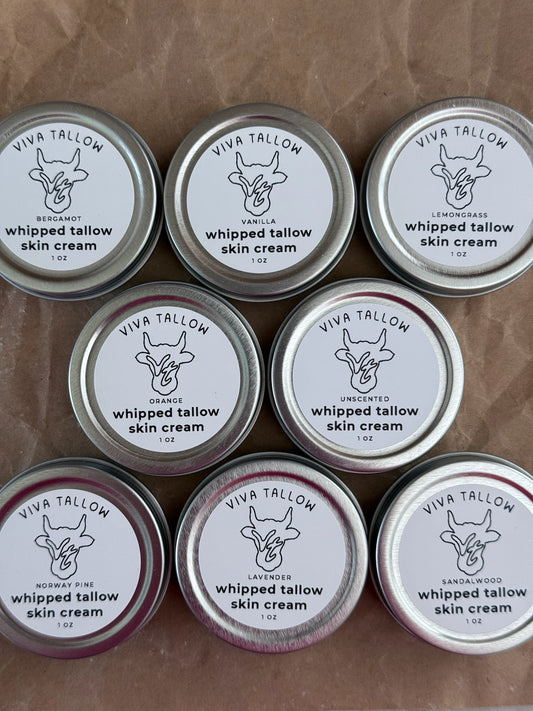 VIVA TALLOW
BERGAMOT
whipped tallow
skin cream
1 OZ
VIVA TALLOW
VANILLA
whipped tallow
skin cream
1 OZ
VIVA TALLOW
LEMONGRASS
whipped tallow
skin cream
1 OZ
VIVA TALLOW
ORANGE
whipped tallow
skin cream
1 OZ
VIVA TALLOW
UNSCENTED
whipped tallow
skin cream
1 OZ
VIVA TALLOW
NORWAY PINE
whipped tallow
skin cream
1 OZ
VIVA TALLOW
LAVENDER
whipped tallow
skin cream
1 OZ
VIVA TALLOW
SANDALWOOD
whipped tallow
skin cream
1 OZ